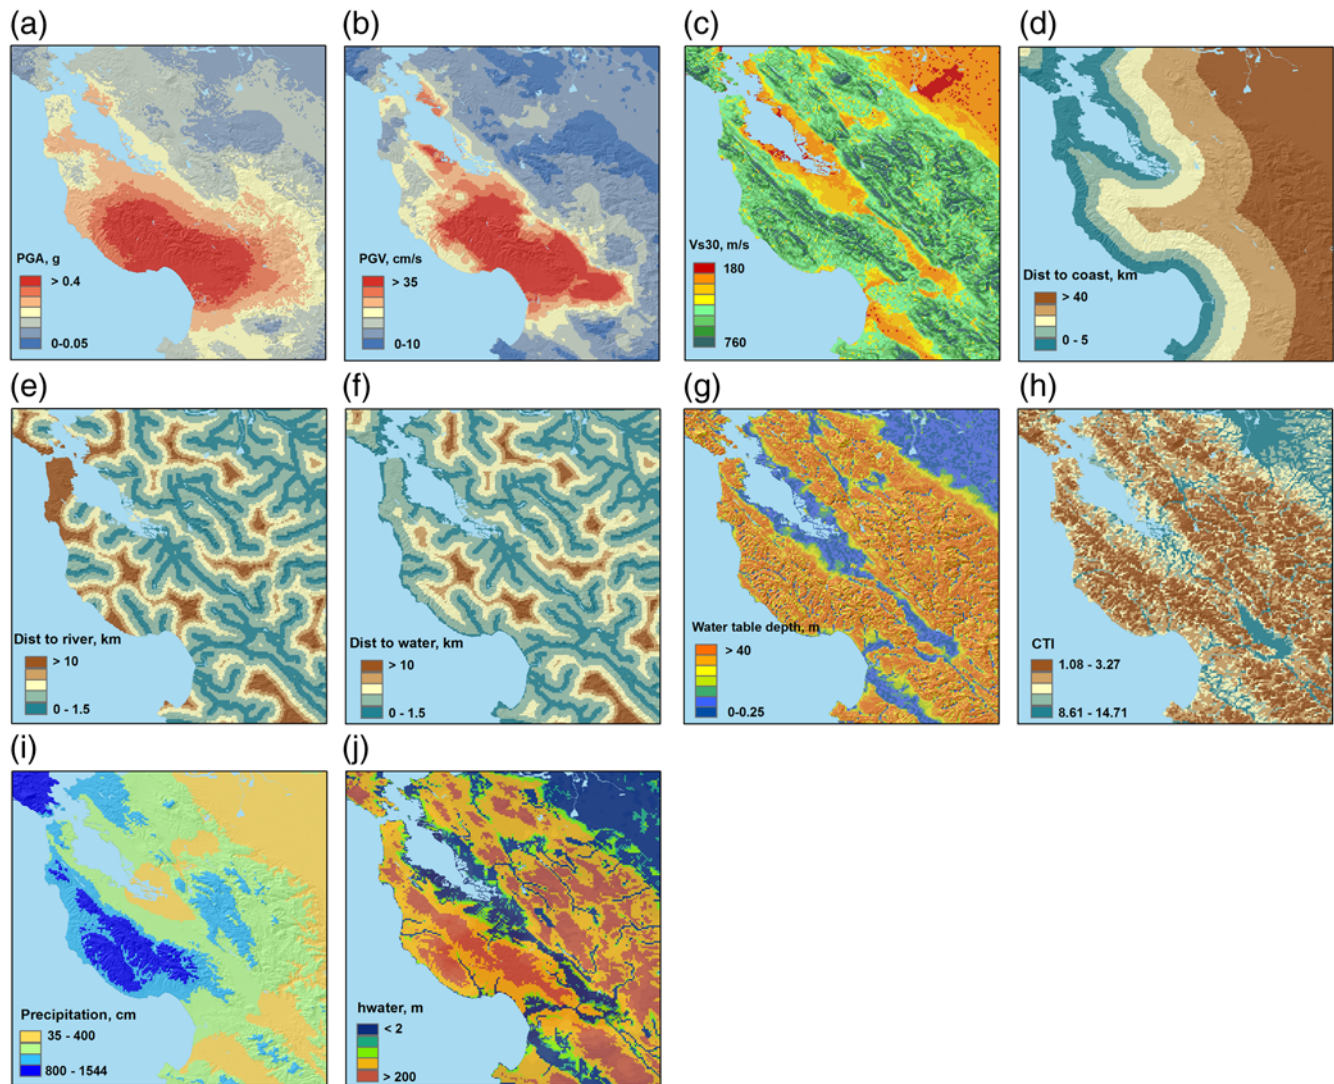 (a)
(b)
(c)
(d)
PGA, g
> 0.4
0-0.05
PGV, cm/s
> 35
0-10
Vs30, m/s
180
760
Dist to coast, km
> 40
0 - 5
(e)
(f)
(g)
(h)
Dist to river, km
> 10
0 - 1.5
Dist to water, km
> 10
0 - 1.5
Water table depth, m
> 40
0-0.25
CTI
1.08 - 3.27
8.61 - 14.71
(i)
(j)
Precipitation, cm
35 - 400
800 - 1544
hwater, m
< 2
> 200